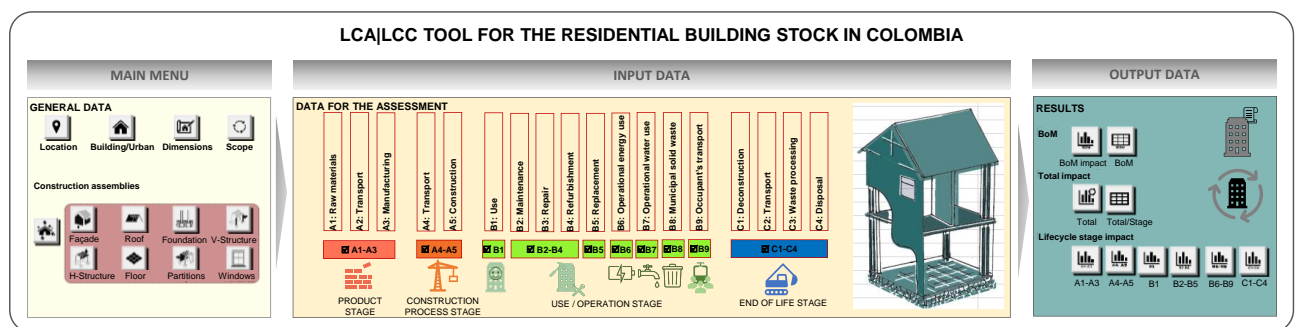 LCA|LCC TOOL FOR THE RESIDENTIAL BUILDING STOCK IN COLOMBIA
MAIN MENU
GENERAL DATA
Location Building/Urban Dimensions Scope
Construction assemblies
Façade Roof Foundation V-Structure
H-Structure Floor Partitions Windows
INPUT DATA
DATA FOR THE ASSESSMENT
A1: Raw materials
A2: Transport
A3: Manufacturing
A4: Transport
A5: Construction
B1: Use
B2: Maintenance
B3: Repair
B4: Refurbishment
B5: Replacement
B6: Operational energy use
B7: Operational water use
B8: Municipal solid waste
B9: Occupant's transport
C1: Deconstruction
C2: Transport
C3: Waste processing
C4: Disposal
A1-A3 A4-A5 B1 B2-B4 B5 B6 B7 B8 B9 C1-C4
PRODUCT
STAGE
CONSTRUCTION
PROCESS STAGE
USE / OPERATION STAGE
END OF LIFE STAGE
OUTPUT DATA
RESULTS
BoM
BoM impact BoM
Total impact
Total Total/Stage
Lifecycle stage impact
A1-A3 A4-A5 B1 B2-B5 B6-B9 C1-C4